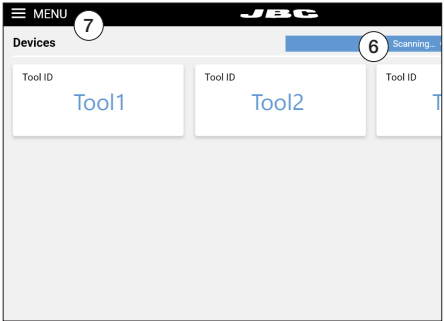 MENU
7
JBC
Devices
6
Scanning...
Tool ID
Tool1
Tool ID
Tool2
Tool ID